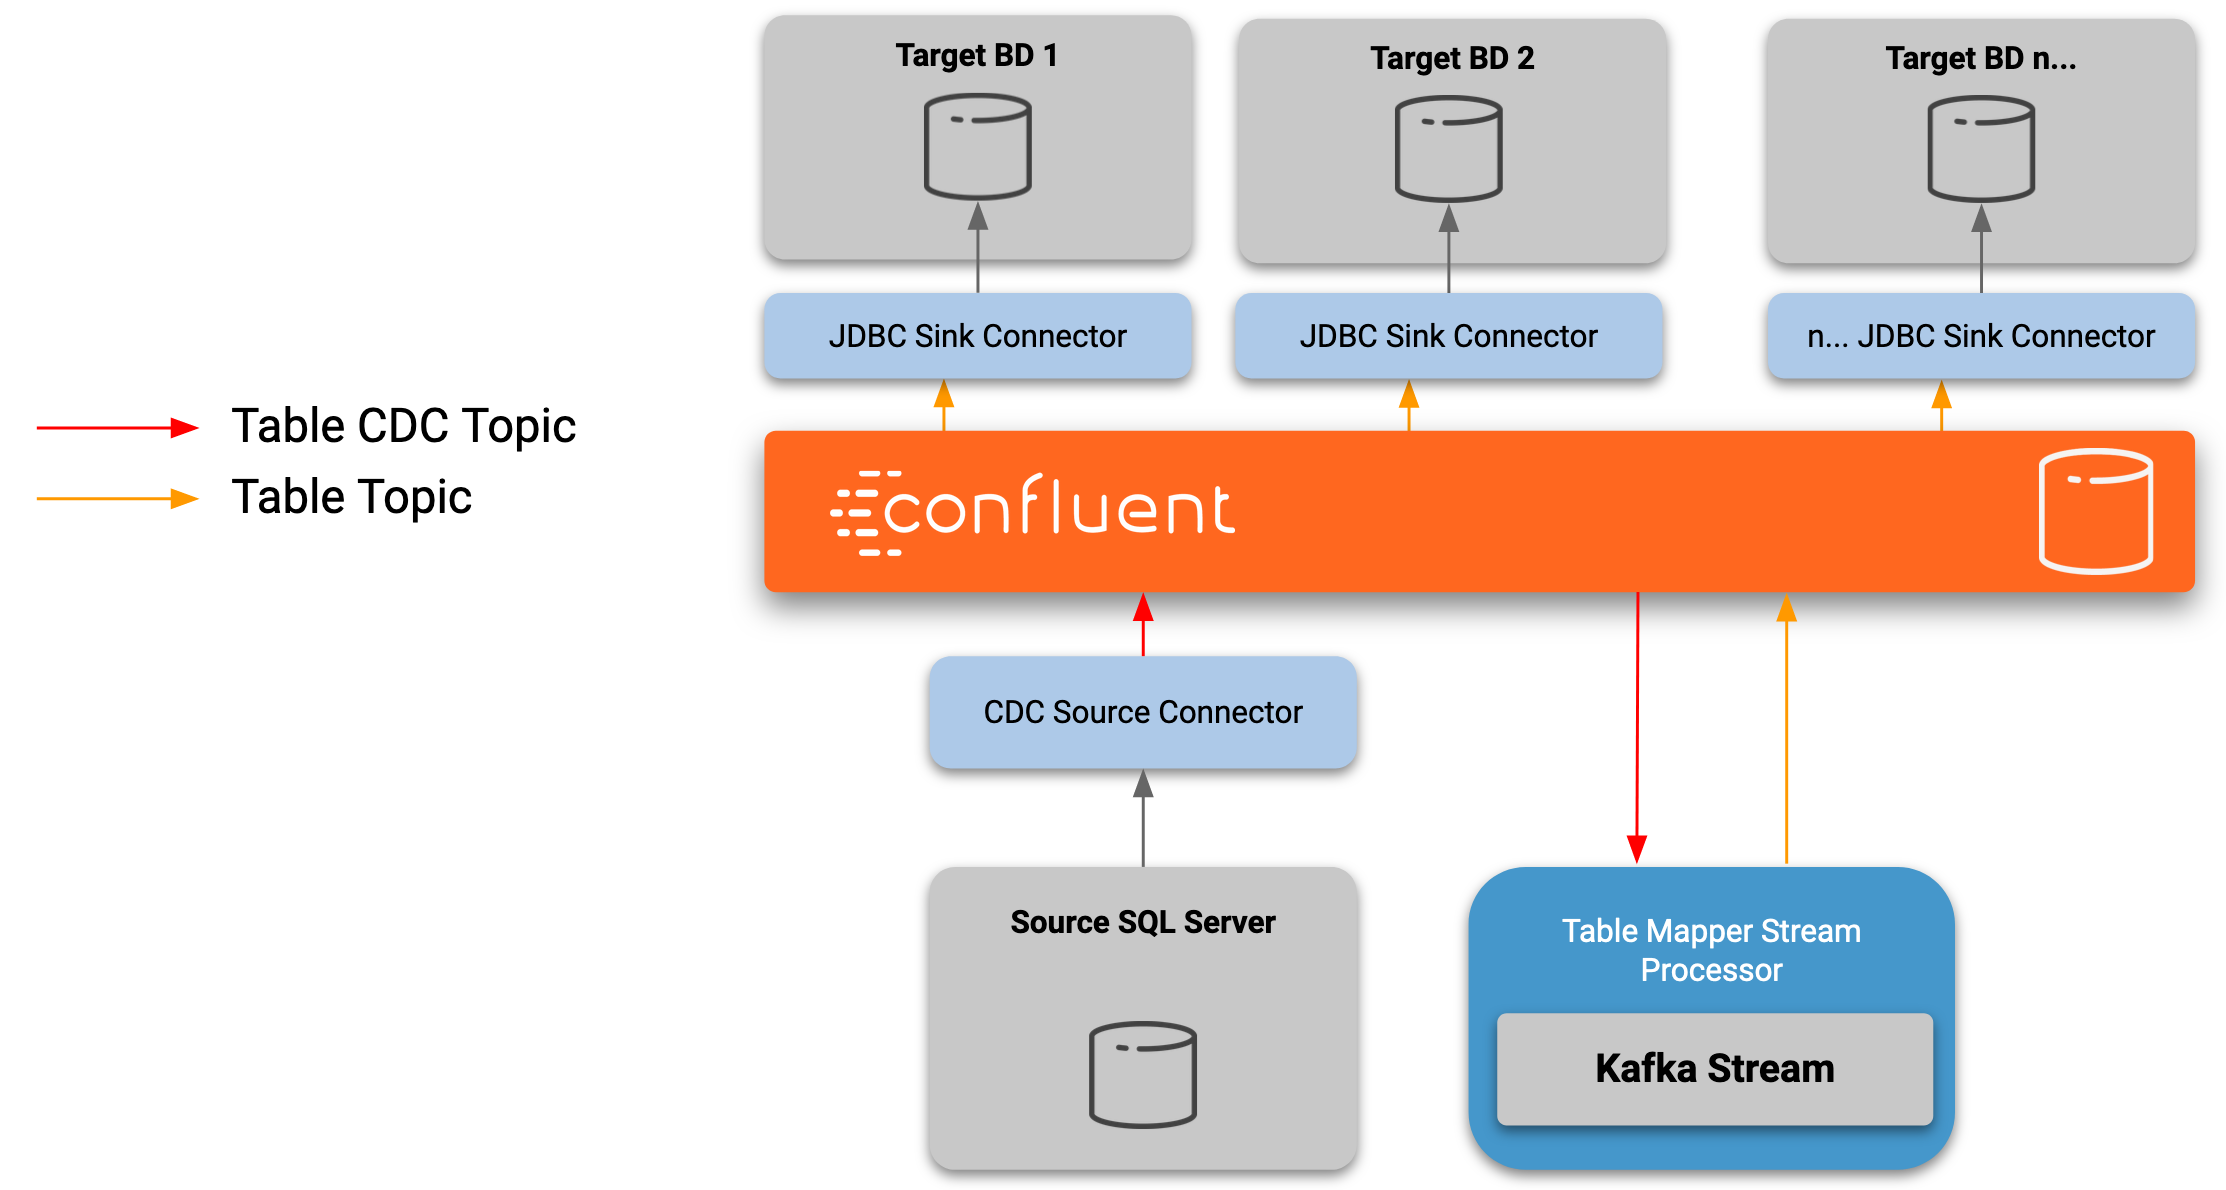 Target BD 1
Target BD 2
Target BD n...
JDBC Sink Connector
JDBC Sink Connector
n... JDBC Sink Connector
Table CDC Topic
Table Topic
confluent
CDC Source Connector
Source SQL Server
Table Mapper Stream
Processor
Kafka Stream